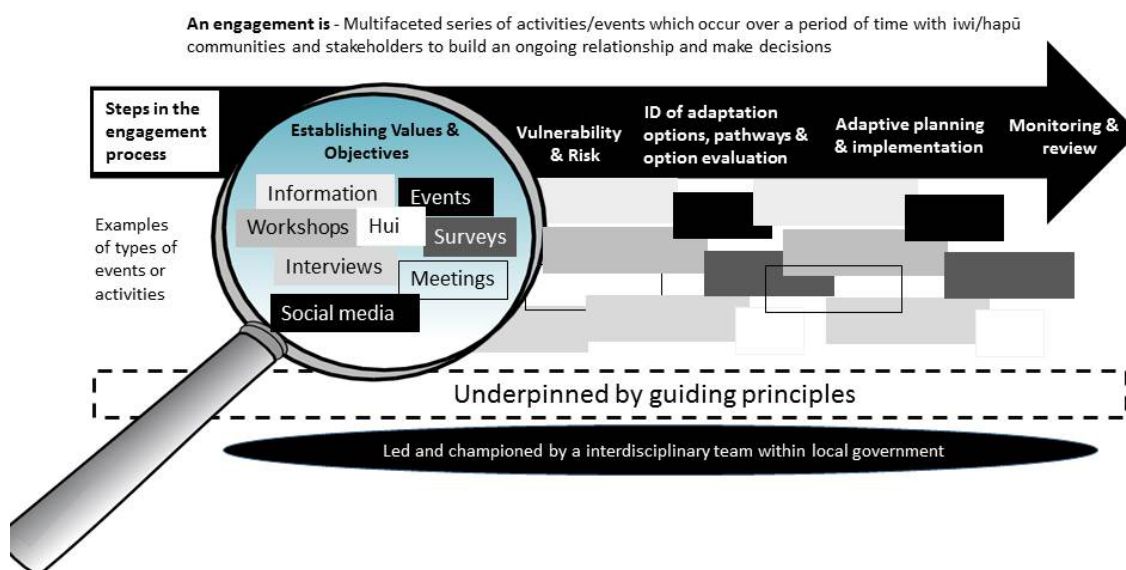 An engagement is - Multifaceted series of activities/events which occur over a period of time with iwi/hapū
communities and stakeholders to build an ongoing relationship and make decisions
Steps in the
engagement
process
Establishing Values &
Objectives
Vulnerability
& Risk
ID of adaptation
options, pathways &
option evaluation
Adaptive planning
& implementation
Monitoring &
review
Examples
of types of
events or
activities
Information
Events
Workshops
Hui
Surveys
Interviews
Meetings
Social media
Underpinned by guiding principles
Led and championed by a interdisciplinary team within local government